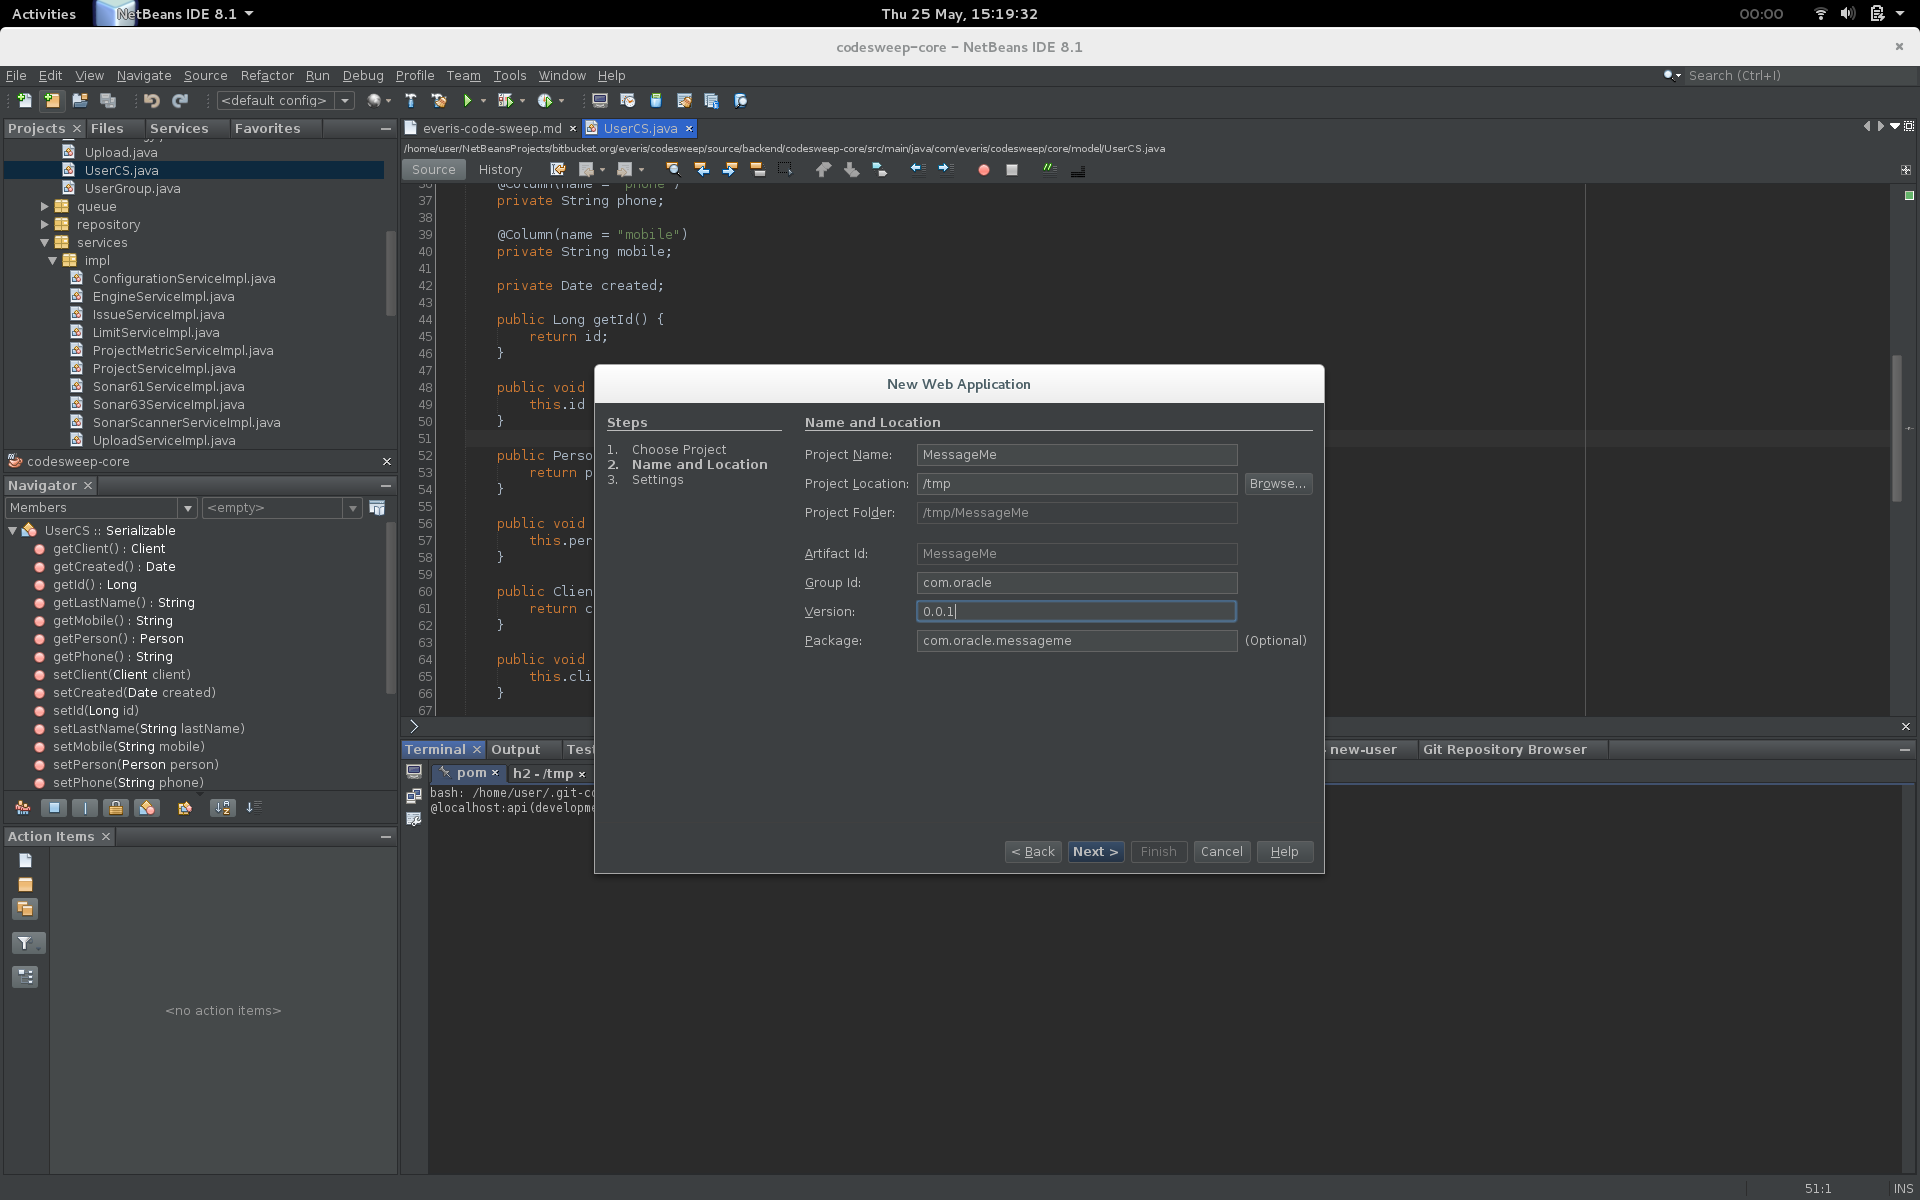 Activities NetBeans IDE 8.1 Thu 25 May, 15:19:32 00:00
codesweep-core – NetBeans IDE 8.1 ×
File Edit View Navigate Source Refactor Run Debug Profile Team Tools Window Help Search (Ctrl+I)
<default config>
Projects Files Services Favorites
Upload.java
UserCS.java
UserGroup.java
queue
repository
services
impl
ConfigurationServiceImpl.java
EngineServiceImpl.java
IssueServiceImpl.java
LimitServiceImpl.java
ProjectMetricServiceImpl.java
ProjectServiceImpl.java
Sonar61ServiceImpl.java
Sonar63ServiceImpl.java
SonarScannerServiceImpl.java
UploadServiceImpl.java
codesweep-core
Navigator
Members <empty>
UserCS :: Serializable
getClient() : Client
getCreated() : Date
getId() : Long
getLastName() : String
getMobile() : String
getPerson() : Person
getPhone() : String
setClient(Client client)
setCreated(Date created)
setId(Long id)
setLastName(String lastName)
setMobile(String mobile)
setPerson(Person person)
setPhone(String phone)
Action Items
<no action items>
everis-code-sweep.md UserCS.java
/home/user/NetBeansProjects/bitbucket.org/everis/codesweep/source/backend/codesweep-core/src/main/java/com/everis/codesweep/core/model/UserCS.java
Source History
36 @Column(name = "phone")
37 private String phone;
38
39 @Column(name = "mobile")
40 private String mobile;
41
42 private Date created;
43
44 public Long getId() {
45 return id;
46 }
47
48 public void
49 this.id
50 }
51
52 public Perso
53 return p
54 }
55
56 public void
57 this.per
58 }
59
60 public Clien
61 return c
62 }
63
64 public void
65 this.cli
66 }
67
New Web Application
Steps
1. Choose Project
2. Name and Location
3. Settings
Name and Location
Project Name: MessageMe
Project Location: /tmp Browse...
Project Folder: /tmp/MessageMe
Artifact Id: MessageMe
Group Id: com.oracle
Version: 0.0.1
Package: com.oracle.messageme (Optional)
< Back Next > Finish Cancel Help
Terminal Output Test new-user Git Repository Browser
pom h2 - /tmp
bash: /home/user/.git-co
@localhost:api(developme
51:1 INS